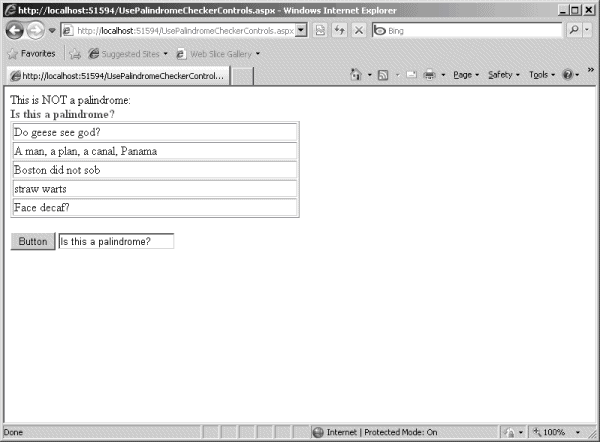 http://localhost:51594/UsePalindromeCheckerControls.aspx - Windows Internet Explorer
http://localhost:51594/UsePalindromeCheckerControls.aspx
Bing
Favorites
Suggested Sites
Web Slice Gallery
http://localhost:51594/UsePalindromeCheckerControl...
Page
Safety
Tools
This is NOT a palindrome:
Is this a palindrome?
Do geese see god?
A man, a plan, a canal, Panama
Boston did not sob
straw warts
Face decaf?
Button
Is this a palindrome?
Done
Internet | Protected Mode: On
100%